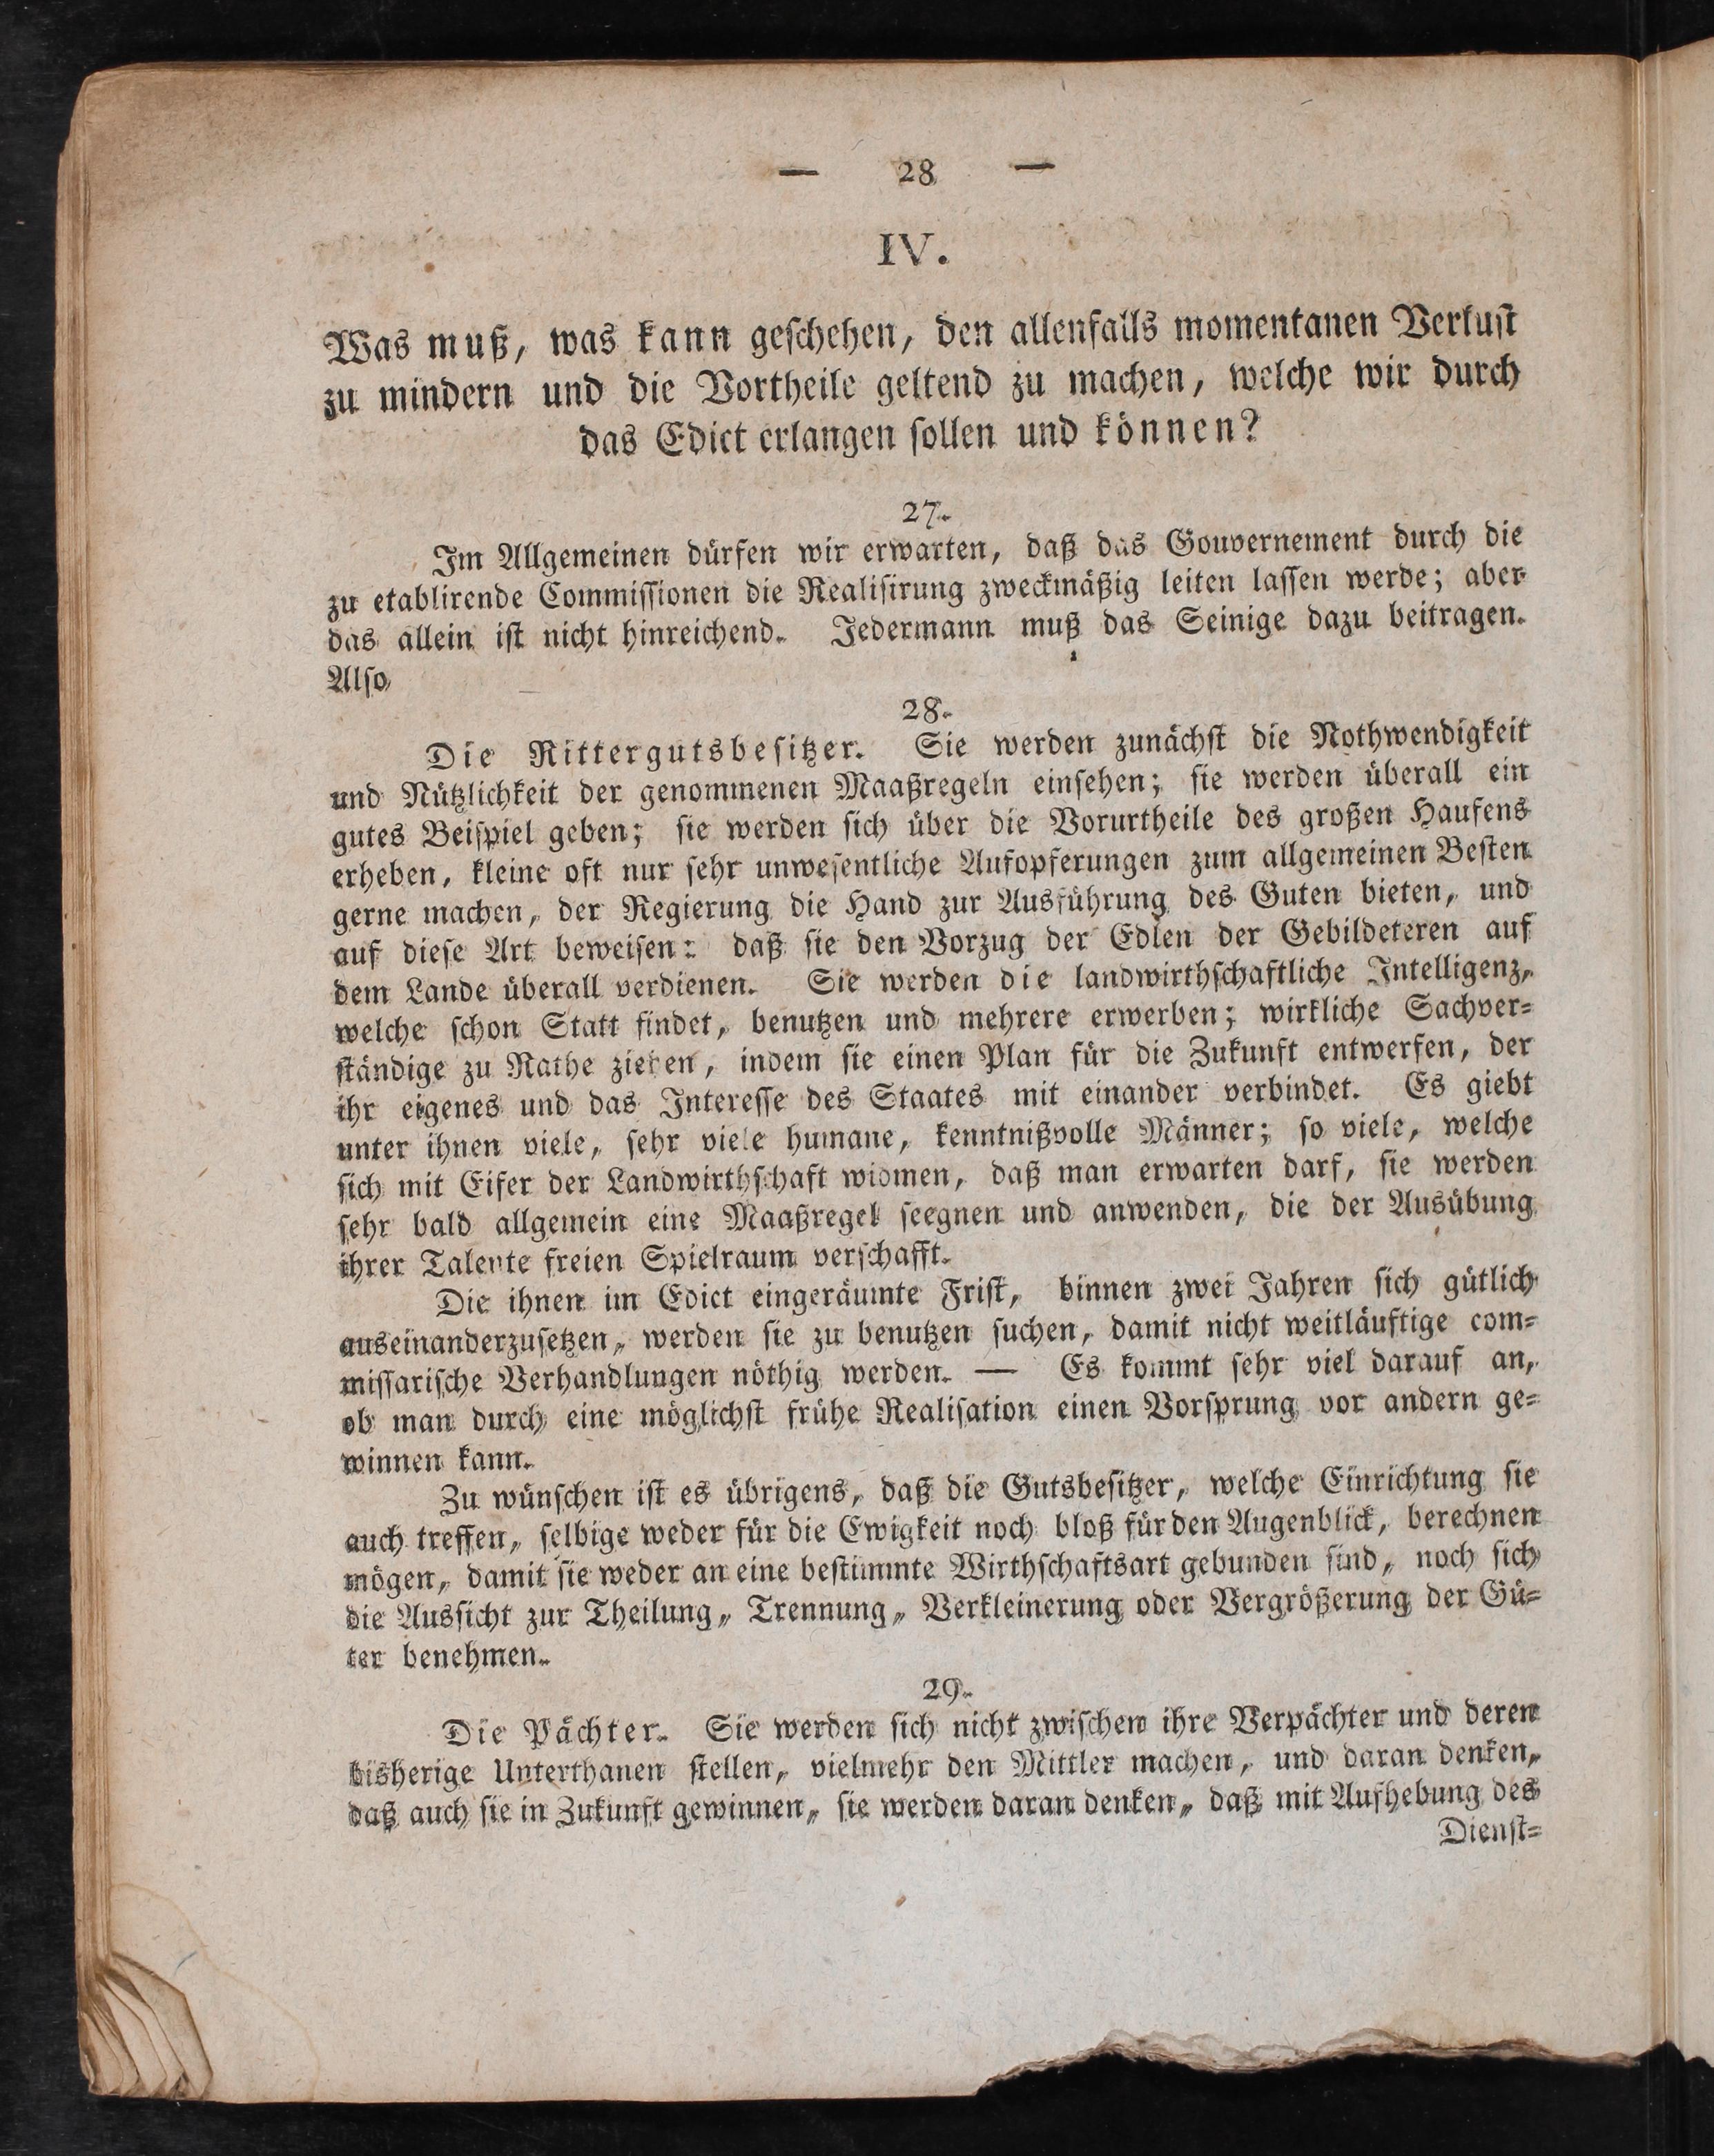 — 28 —
IV.
Was muß, was kann geschehen, den allenfalls momentanen Verlust
zu mindern und die Vortheile geltend zu machen, welche wir durch
das Edict erlangen sollen und können?
27.
Im Allgemeinen dürfen wir erwarten, daß das Gouvernement durch die
zu etablirende Commissionen die Realisirung zweckmäßig leiten lassen werde; aber
das allein ist nicht hinreichend. Jedermann muß das Seinige dazu beitragen.
Also
28.
Die Rittergutsbesitzer. Sie werden zunächst die Nothwendigkeit
und Nützlichkeit der genommenen Maaßregeln einsehen; sie werden überall ein
gutes Beispiel geben; sie werden sich über die Vorurtheile des großen Haufens
erheben, kleine oft nur sehr unwesentliche Aufopferungen zum allgemeinen Besten
gerne machen, der Regierung die Hand zur Ausführung des Guten bieten, und
auf diese Art beweisen: daß sie den Vorzug der Edlen der Gebildeteren auf
dem Lande überall verdienen. Sie werden die landwirthschaftliche Intelligenz,
welche schon Statt findet, benutzen und mehrere erwerben; wirkliche Sachver-
ständige zu Rathe ziehen, indem sie einen Plan für die Zukunft entwerfen, der
ihr eigenes und das Interesse des Staates mit einander verbindet. Es giebt
unter ihnen viele, sehr viele humane, kenntnißvolle Männer; so viele, welche
sich mit Eifer der Landwirthschaft widmen, daß man erwarten darf, sie werden
sehr bald allgemein eine Maaßregel seegnen und anwenden, die der Ausübung
ihrer Talente freien Spielraum verschafft.
Die ihnen im Edict eingeräumte Frist, binnen zwei Jahren sich gütlich
auseinanderzusetzen, werden sie zu benutzen suchen, damit nicht weitläuftige com-
missarische Verhandlungen nöthig werden. — Es kommt sehr viel darauf an,
ob man durch eine möglichst frühe Realisation einen Vorsprung vor andern ge-
winnen kann.
Zu wünschen ist es übrigens, daß die Gutsbesitzer, welche Einrichtung sie
auch treffen, selbige weder für die Ewigkeit noch bloß für den Augenblick, berechnen
mögen, damit sie weder an eine bestimmte Wirthschaftsart gebunden sind, noch sich
die Aussicht zur Theilung, Trennung, Verkleinerung oder Vergrößerung der Gü-
ter benehmen.
29.
Die Pächter. Sie werden sich nicht zwischen ihre Verpächter und deren
bisherige Unterthanen stellen, vielmehr den Mittler machen, und daran denken,
daß auch sie in Zukunft gewinnen, sie werden daran denken, daß mit Aufhebung des
Dienst-